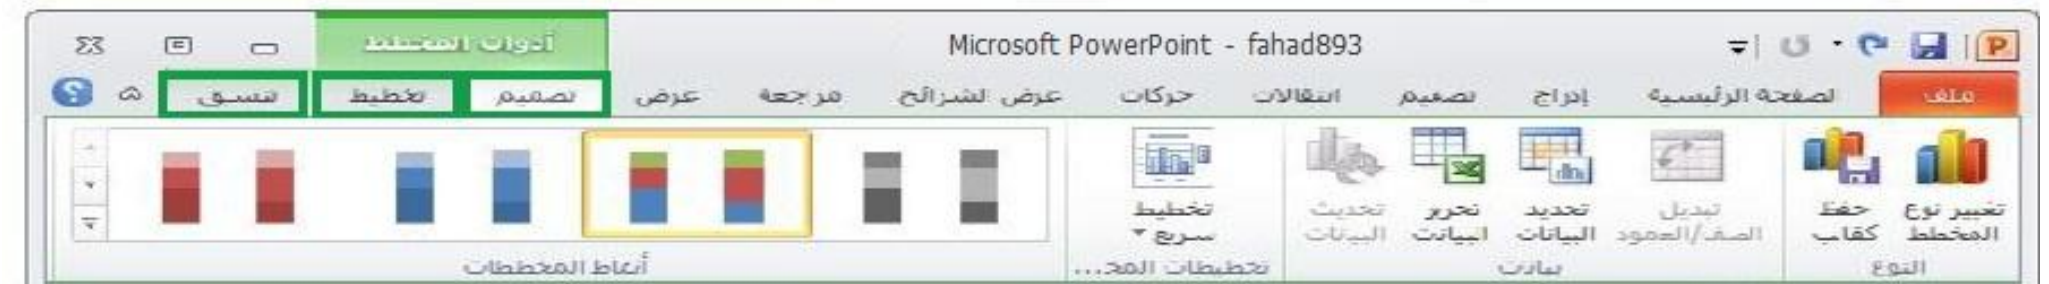 أدوات المخطط
Microsoft PowerPoint - fahad893
ملف
الصفحة الرئيسية
إدراج
تصميم
انتقالات
حركات
عرض الشرائح
مراجعة
عرض
تصميم
تخطيط
تنسيق
تغيير نوع
المخطط
حفظ
كقالب
تبديل
الصف/العمود
تحديد
البيانات
تحرير
البيانات
تحديث
البيانات
تخطيط
سريع
النوع
بيانات
تخطيطات المخ...
أنماط المخططات